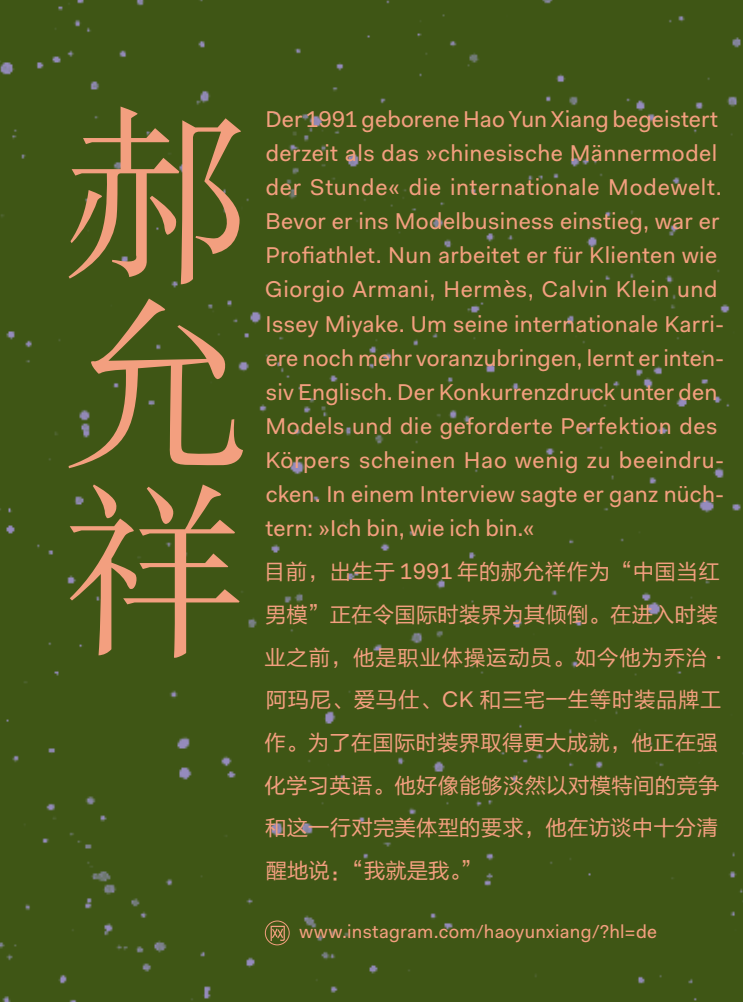 郝允祥
Der 1991 geborene Hao Yun Xiang begeistert
derzeit als das »chinesische Männermodel
der Stunde« die internationale Modewelt.
Bevor er ins Modelbusiness einstieg, war er
Profiathlet. Nun arbeitet er für Klienten wie
Giorgio Armani, Hermès, Calvin Klein und
Issey Miyake. Um seine internationale Karri-
ere noch mehr voranzubringen, lernt er inten-
siv Englisch. Der Konkurrenzdruck unter den
Models und die geforderte Perfektion des
Körpers scheinen Hao wenig zu beeindru-
cken. In einem Interview sagte er ganz nüch-
tern: »Ich bin, wie ich bin.«
目前，出生于 1991 年的郝允祥作为“中国当红
男模”正在令国际时装界为其倾倒。在进入时装
业之前，他是职业体操运动员。如今他为乔治 ·
阿玛尼、爱马仕、CK 和三宅一生等时装品牌工
作。为了在国际时装界取得更大成就，他正在强
化学习英语。他好像能够淡然以对模特间的竞争
和这一行对完美体型的要求，他在访谈中十分清
醒地说：“我就是我。”
网 www.instagram.com/haoyunxiang/?hl=de